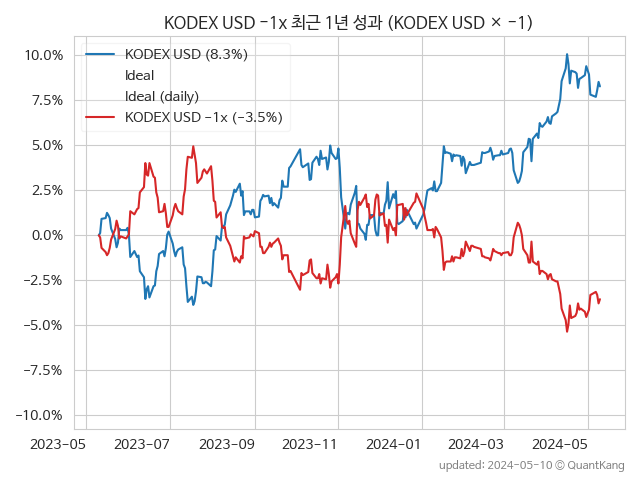 KODEX USD -1x 최근 1년 성과 (KODEX USD × -1)
KODEX USD (8.3%)
Ideal
Ideal (daily)
KODEX USD -1x (-3.5%)
10.0%
7.5%
5.0%
2.5%
0.0%
-2.5%
-5.0%
-7.5%
-10.0%
2023-05 2023-07 2023-09 2023-11 2024-01 2024-03 2024-05
updated: 2024-05-10 © QuantKang